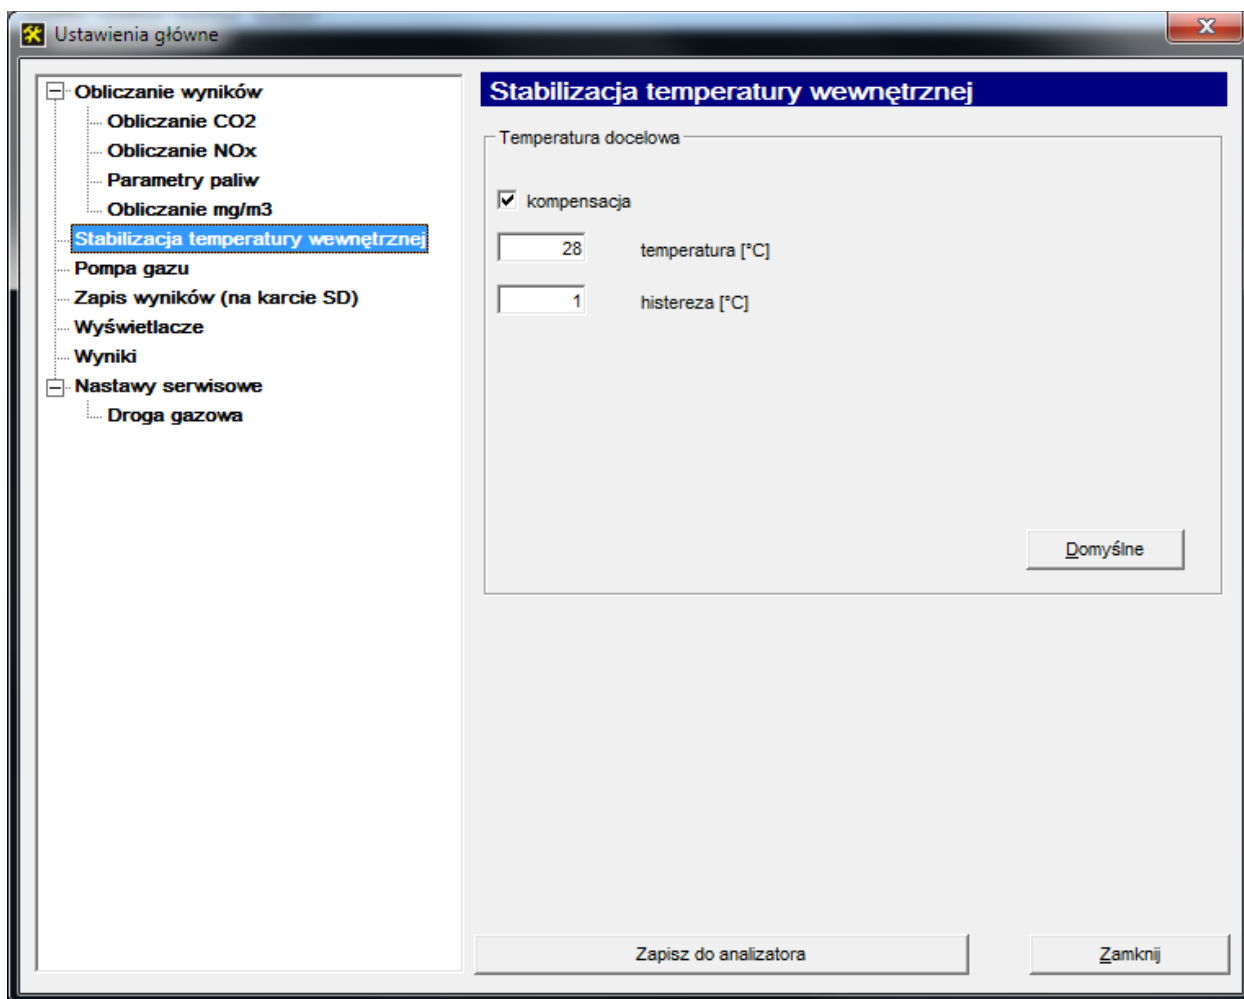 Ustawienia główne
Obliczanie wyników
Obliczanie CO2
Obliczanie NOx
Parametry paliw
Obliczanie mg/m3
Stabilizacja temperatury wewnętrznej
Pompa gazu
Zapis wyników (na karcie SD)
Wyświetlacze
Wyniki
Nastawy serwisowe
Droga gazowa
Stabilizacja temperatury wewnętrznej
Temperatura docelowa
kompensacja
28 temperatura [°C]
1 histereza [°C]
Domyślne
Zapisz do analizatora
Zamknij